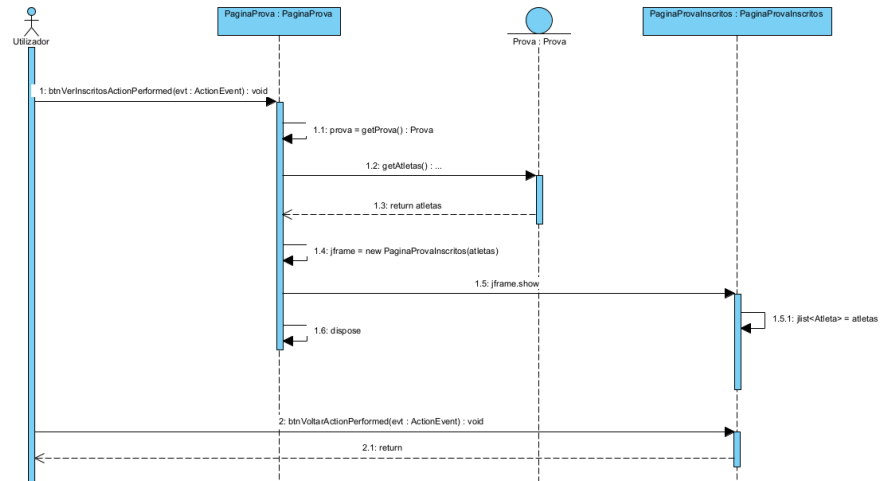 PaginaProva : PaginaProva
PaginaProvaInscritos : PaginaProvaInscritos
Utilizador
Prova : Prova
1: btnVerInscritosActionPerformed(evt : ActionEvent) : void
1.1: prova = getProva() : Prova
1.2: getAtletas() : ...
1.3: return atletas
1.4: jframe = new PaginaProvaInscritos(atletas)
1.5: jframe.show
1.5.1: jlist<Atleta> = atletas
1.6: dispose
2: btnVoltarActionPerformed(evt : ActionEvent) : void
2.1: return